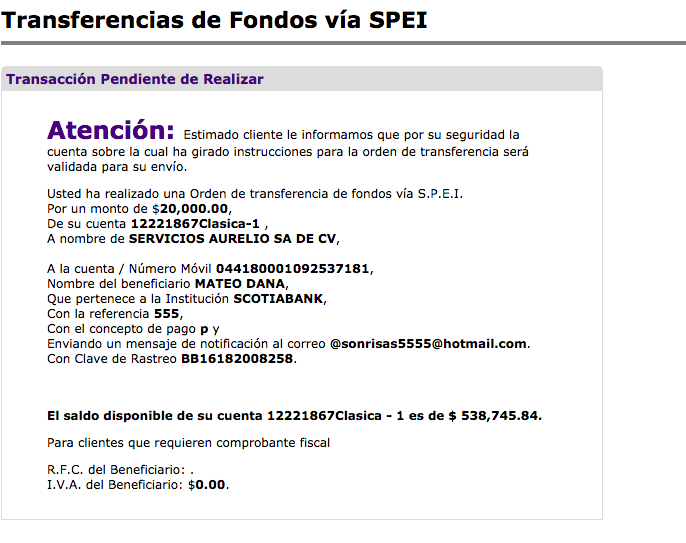 Transferencias de Fondos vía SPEI
Transacción Pendiente de Realizar
Atención: Estimado cliente le informamos que por su seguridad la
cuenta sobre la cual ha girado instrucciones para la orden de transferencia será
validada para su envío.
Usted ha realizado una Orden de transferencia de fondos vía S.P.E.I.
Por un monto de $20,000.00,
De su cuenta 12221867Clasica-1 ,
A nombre de SERVICIOS AURELIO SA DE CV,
A la cuenta / Número Móvil 044180001092537181,
Nombre del beneficiario MATEO DANA,
Que pertenece a la Institución SCOTIABANK,
Con la referencia 555,
Con el concepto de pago p y
Enviando un mensaje de notificación al correo @sonrisas5555@hotmail.com.
Con Clave de Rastreo BB16182008258.
El saldo disponible de su cuenta 12221867Clasica - 1 es de $ 538,745.84.
Para clientes que requieren comprobante fiscal
R.F.C. del Beneficiario: .
I.V.A. del Beneficiario: $0.00.